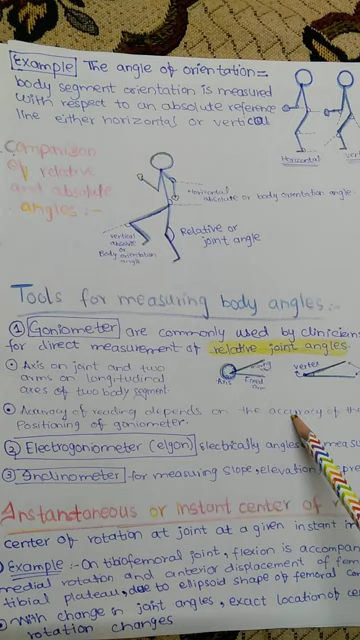 Example The angle of orientation =
body segment orientation is measured
with respect to an absolute reference
line either horizontal or vertical
Horizontal
Comparison
of relative
and absolute
angles :-
Horizontal
absolute or body orientation angle
Relative or
joint angle
vertical
absolute
or
Body orientation
angle
Tools for measuring body angles :-
① Goniometer are commonly used by clinicians
for direct measurement of relative joint angles.
Axis on joint and two
arms on longitudinal
axes of two body segment.
Axis
Fixed arm
vertex
Accuracy of reading depends on the accuracy of the
Positioning of goniometer.
② Electrogoniometer (elgon) electrically angles measu
③ Inclinometer for measuring slope, elevation
Instantaneous or instant center of
center of rotation at joint at a given instant in
Example :- On tibiofemoral joint, flexion is accompan
medial rotation and anterior displacement of fem
tibial plateau, due to ellipsoid shape of femoral co
With change in joint angles, exact location of ce
rotation changes